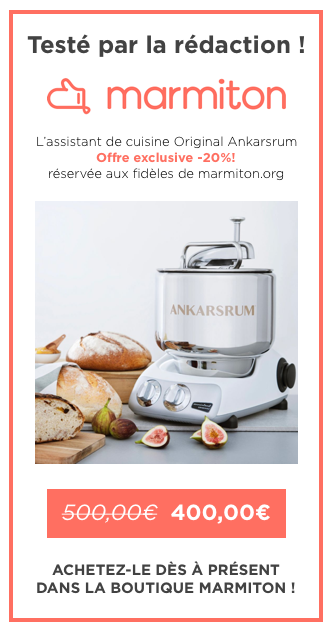 Testé par la rédaction !
marmiton
L'assistant de cuisine Original Ankarsrum
Offre exclusive -20%!
réservée aux fidèles de marmiton.org
ANKARSRUM
500,00€ 400,00€
ACHETEZ-LE DÈS À PRÉSENT
DANS LA BOUTIQUE MARMITON !